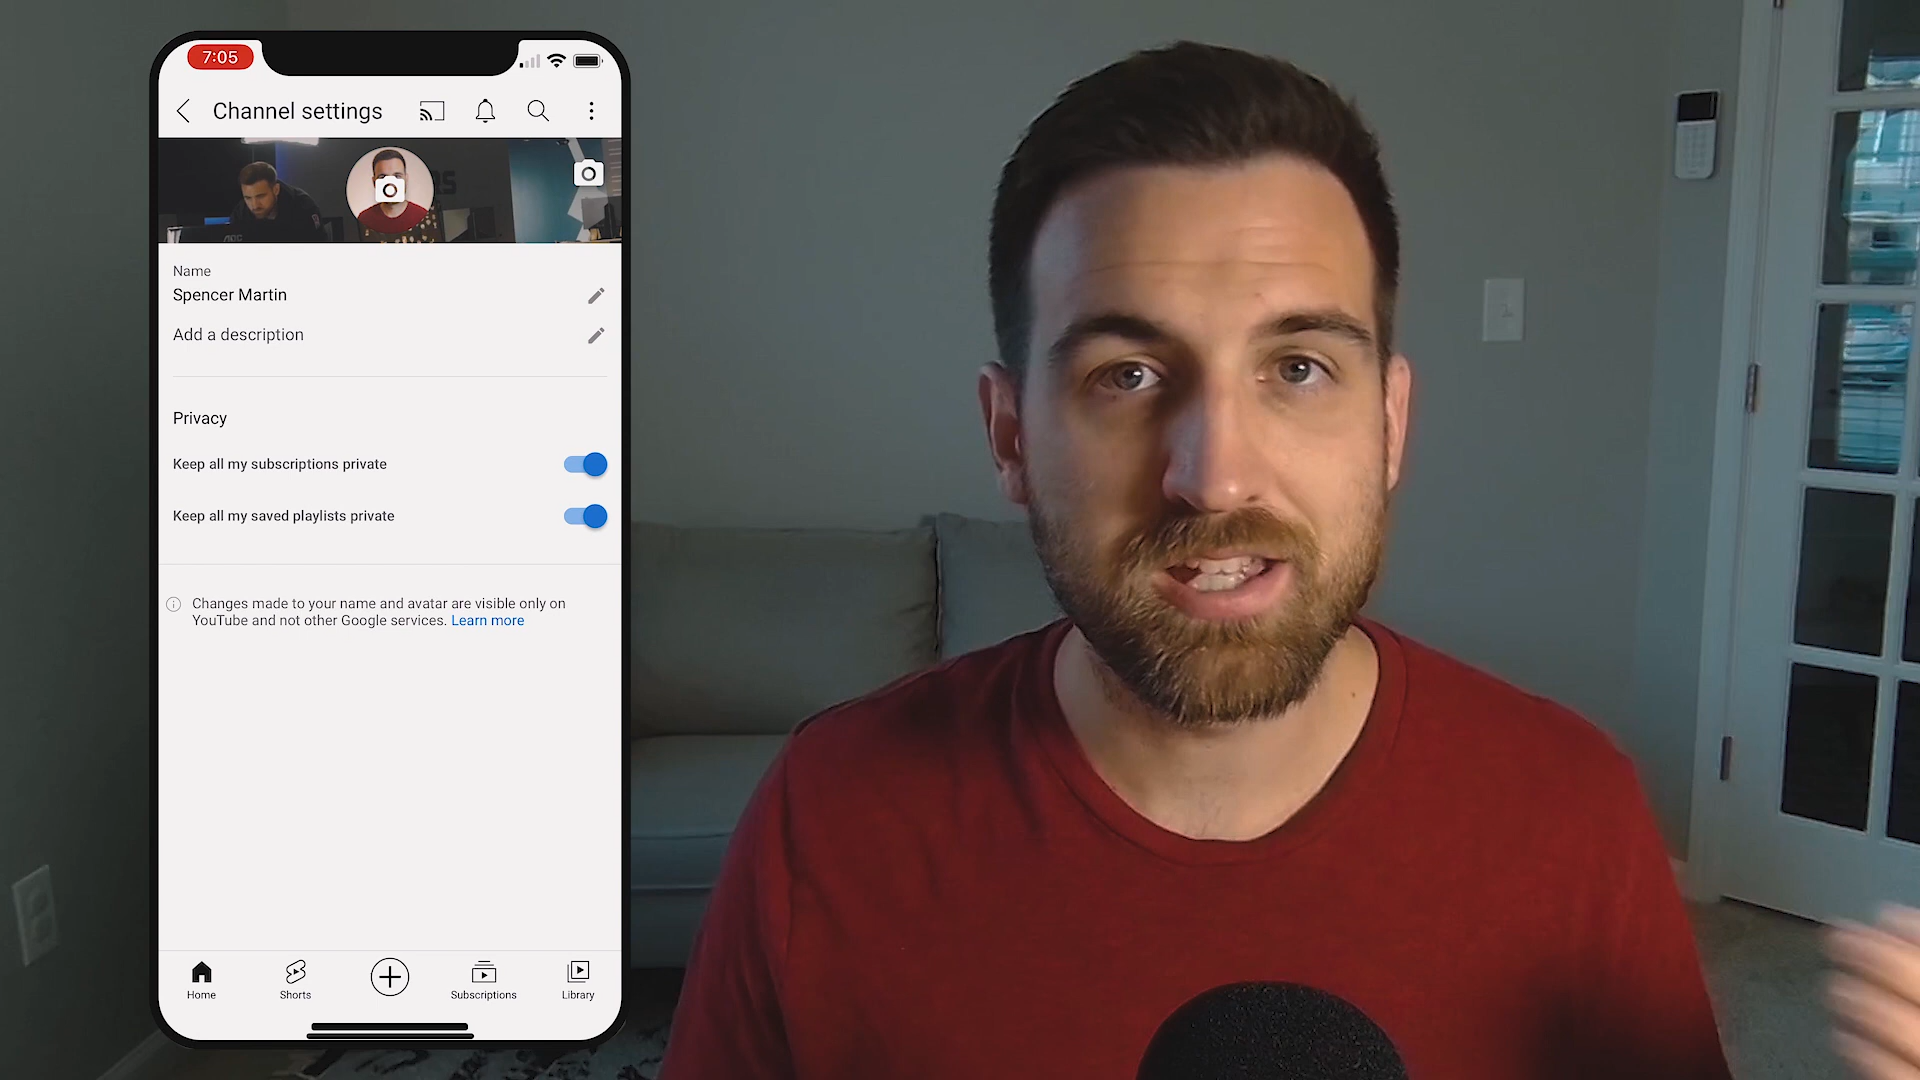 7:05
Channel settings
Name
Spencer Martin
Add a description
Privacy
Keep all my subscriptions private
Keep all my saved playlists private
Changes made to your name and avatar are visible only on
YouTube and not other Google services. Learn more
Home
Shorts
Subscriptions
Library